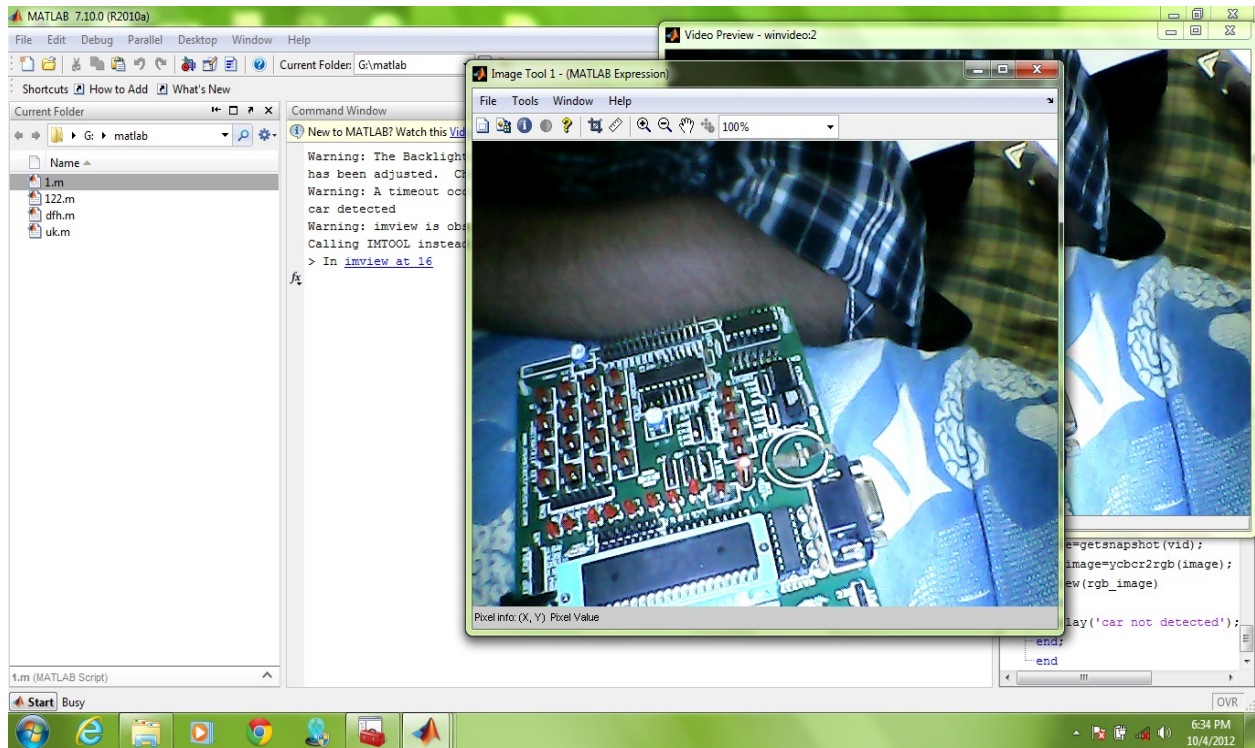 MATLAB 7.10.0 (R2010a)
File Edit Debug Parallel Desktop Window Help
Current Folder: G:\matlab
Shortcuts How to Add What's New
Current Folder
G: matlab
Name
1.m
122.m
dfh.m
uk.m
1.m (MATLAB Script)
Command Window
New to MATLAB? Watch this Vid
Warning: The Backlight
has been adjusted. Ch
Warning: A timeout occ
car detected
Warning: imview is obs
Calling IMTOOL instead
> In imview at 16
fx
Video Preview - winvideo:2
Image Tool 1 - (MATLAB Expression)
File Tools Window Help
100%
Pixel info: (X, Y) Pixel Value
e=getsnapshot(vid);
image=ycbcr2rgb(image);
ew(rgb_image)
lay('car not detected');
end;
end
Start Busy
OVR
6:34 PM
10/4/2012